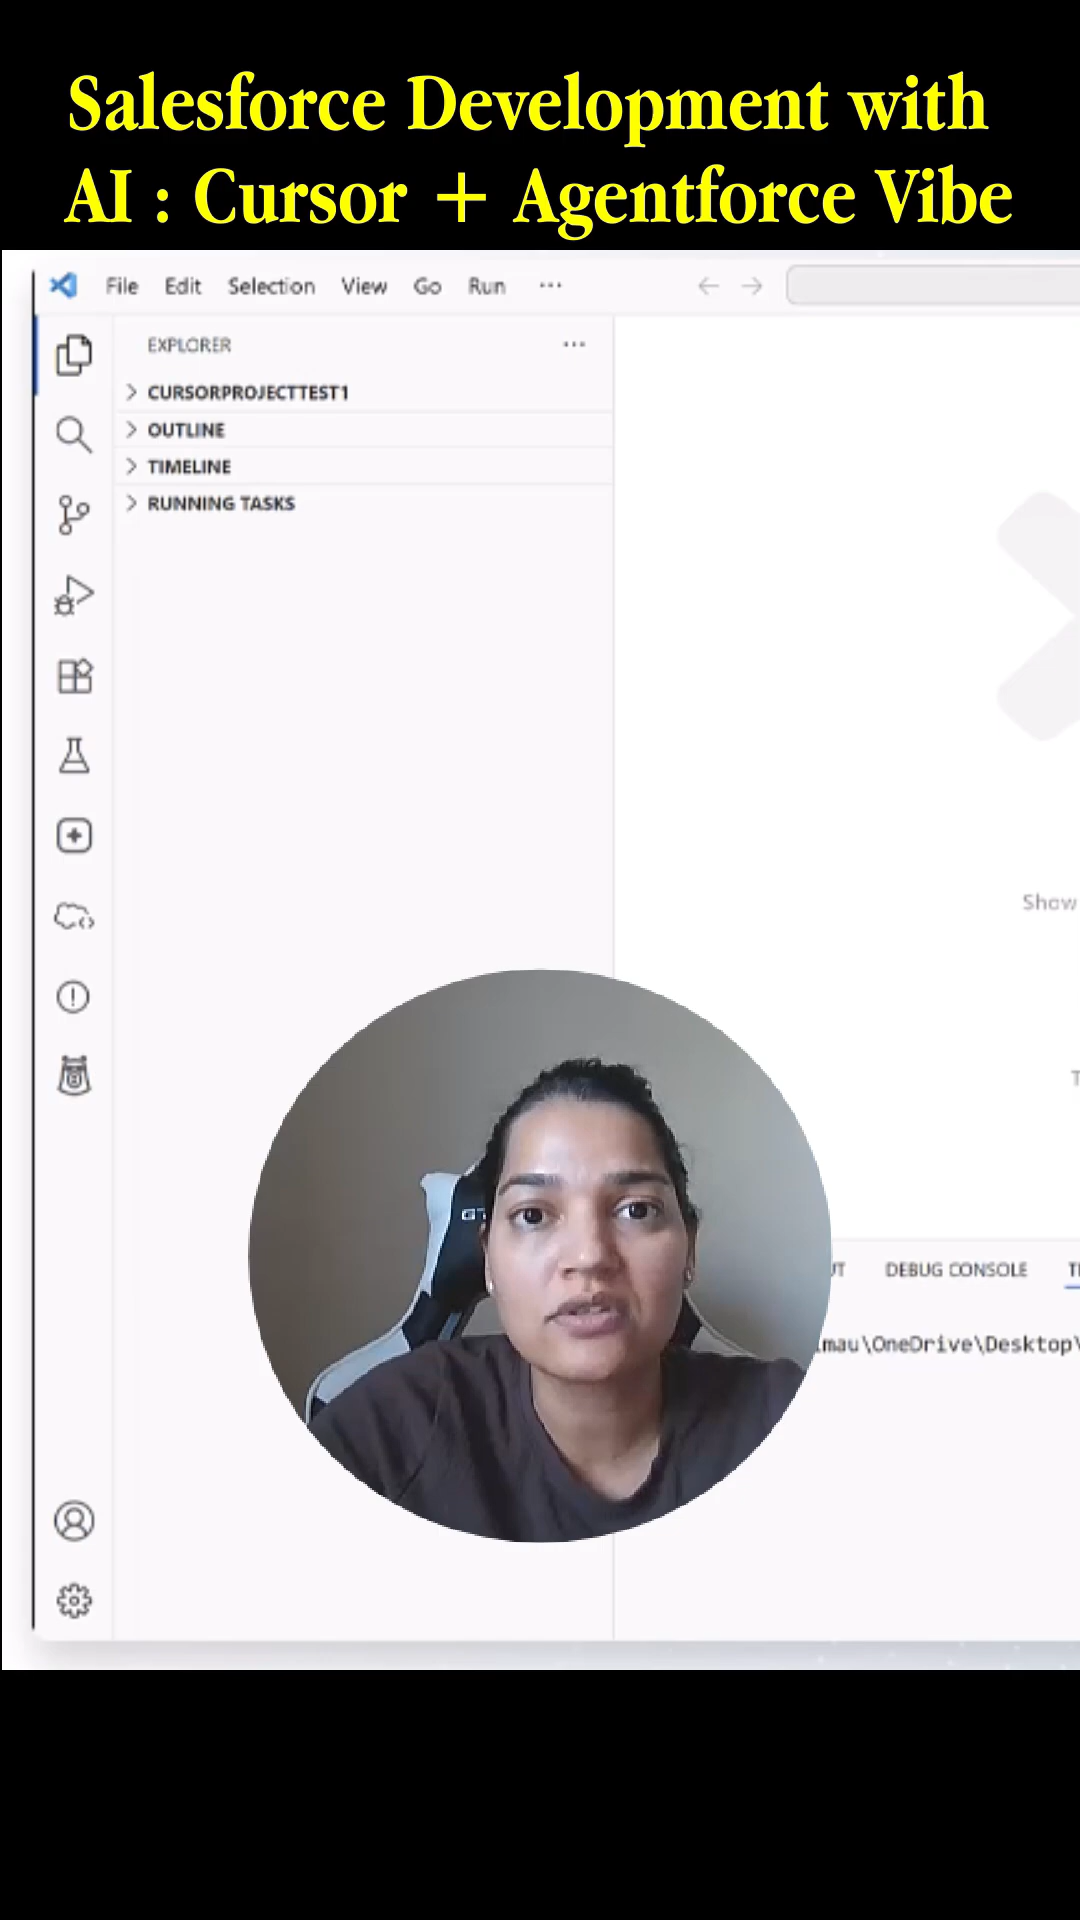 Salesforce Development with
AI : Cursor + Agentforce Vibe
File Edit Selection View Go Run ...
EXPLORER ...
CURSORPROJECTTEST1
OUTLINE
TIMELINE
RUNNING TASKS
Show
DEBUG CONSOLE
mau\OneDrive\Desktop\